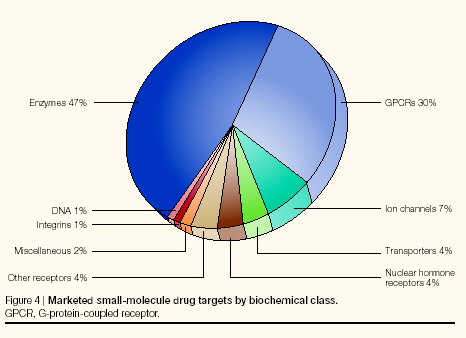 Enzymes 47%
GPCRs 30%
DNA 1%
Integrins 1%
Miscellaneous 2%
Other receptors 4%
Ion channels 7%
Transporters 4%
Nuclear hormone
receptors 4%
Figure 4 | Marketed small-molecule drug targets by biochemical class.
GPCR, G-protein-coupled receptor.